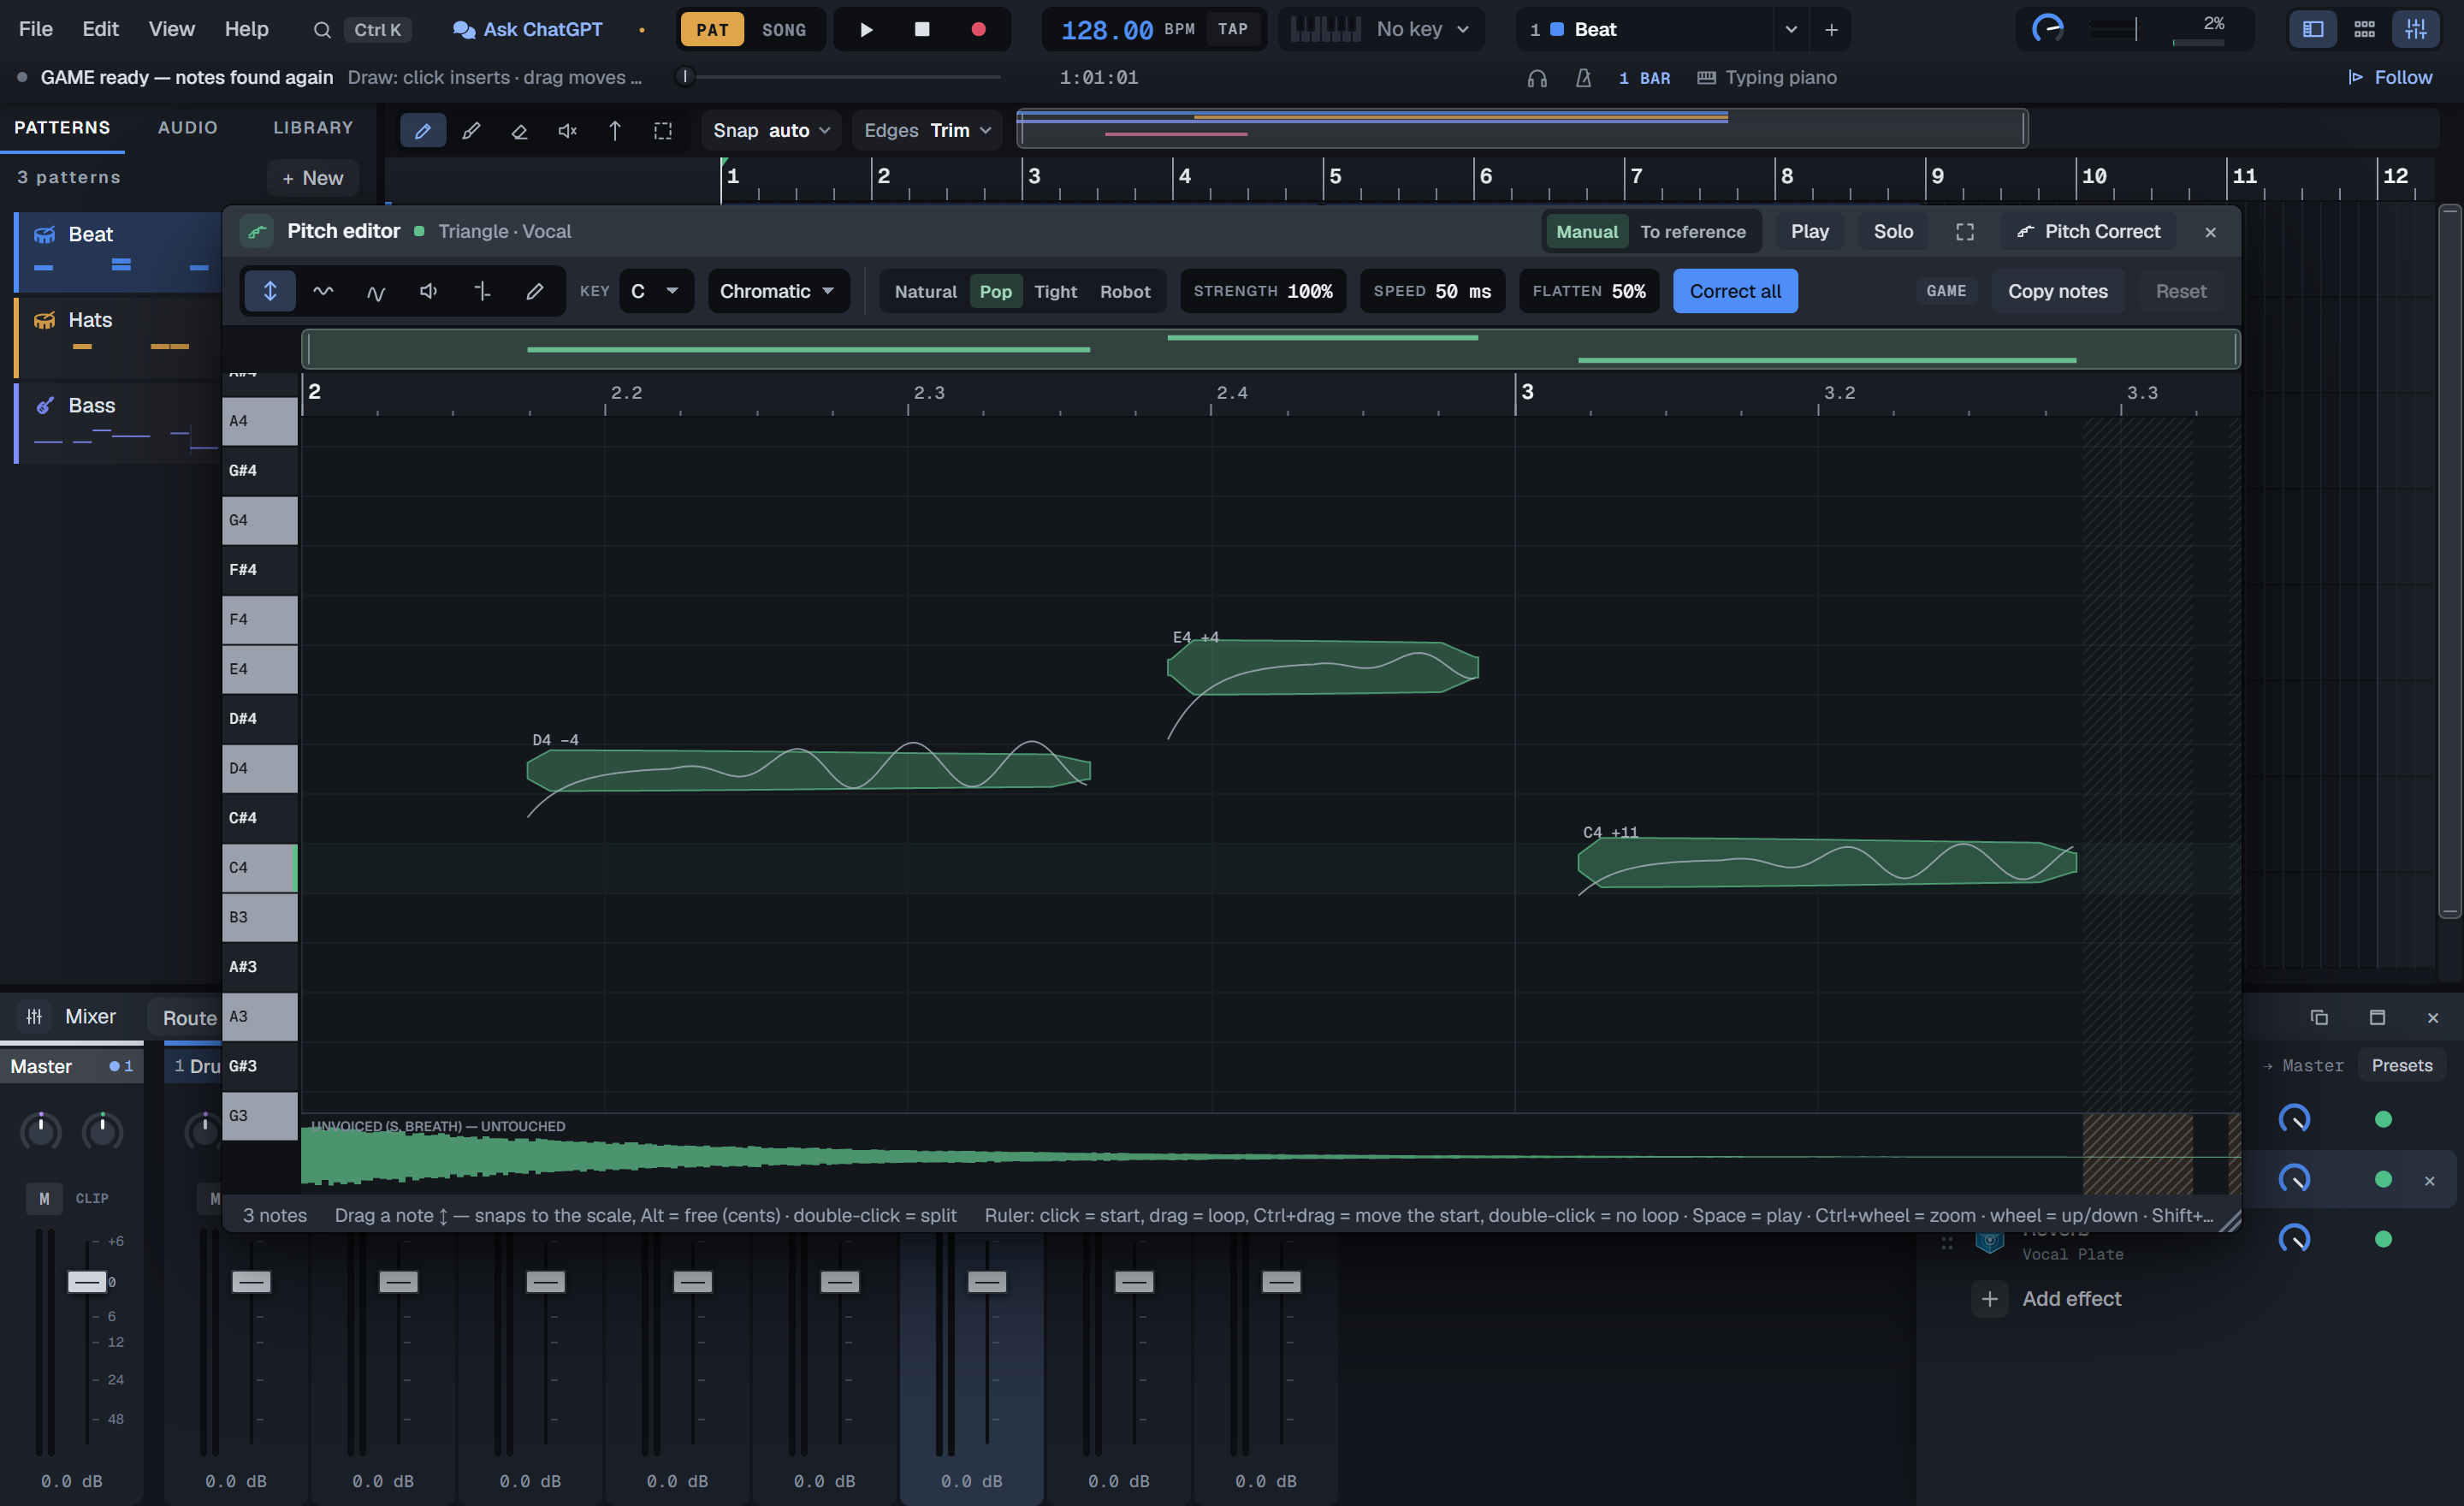 File Edit View Help Ctrl K Ask ChatGPT PAT SONG 128.00 BPM TAP No key 1 Beat 2%
GAME ready — notes found again Draw: click inserts · drag moves … 1:01:01 1 BAR Typing piano Follow
PATTERNS AUDIO LIBRARY Snap auto Edges Trim
3 patterns + New 1 2 3 4 5 6 7 8 9 10 11 12
Beat
Hats
Bass
Pitch editor Triangle · Vocal Manual To reference Play Solo Pitch Correct
KEY C Chromatic Natural Pop Tight Robot STRENGTH 100% SPEED 50 ms FLATTEN 50% Correct all GAME Copy notes Reset
2 2.2 2.3 2.4 3 3.2 3.3
A#4
A4
G#4
G4
F#4
F4
E4 +4
E4
D#4
D4 −4
D4
C#4
C4 +11
C4
B3
A#3
A3
G#3
G3
UNVOICED (S, BREATH) — UNTOUCHED
3 notes Drag a note ↕ — snaps to the scale, Alt = free (cents) · double-click = split Ruler: click = start, drag = loop, Ctrl+drag = move the start, double-click = no loop · Space = play · Ctrl+wheel = zoom · wheel = up/down · Shift+…
Mixer Route
Master 1 1 Dru → Master Presets
M CLIP M
Reverb
Vocal Plate
Add effect
+6
0
6
12
24
48
0.0 dB 0.0 dB 0.0 dB 0.0 dB 0.0 dB 0.0 dB 0.0 dB 0.0 dB 0.0 dB